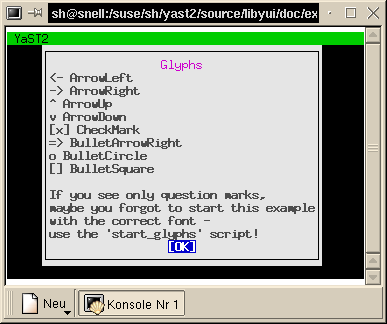 sh@snell:/suse/sh/yast2/source/libyui/doc/ex
YaST2
Glyphs
<- ArrowLeft
-> ArrowRight
^ ArrowUp
v ArrowDown
[x] CheckMark
=> BulletArrowRight
o BulletCircle
[] BulletSquare
If you see only question marks,
maybe you forgot to start this example
with the correct font -
use the 'start_glyphs' script!
[OK]
Neu
Konsole Nr 1